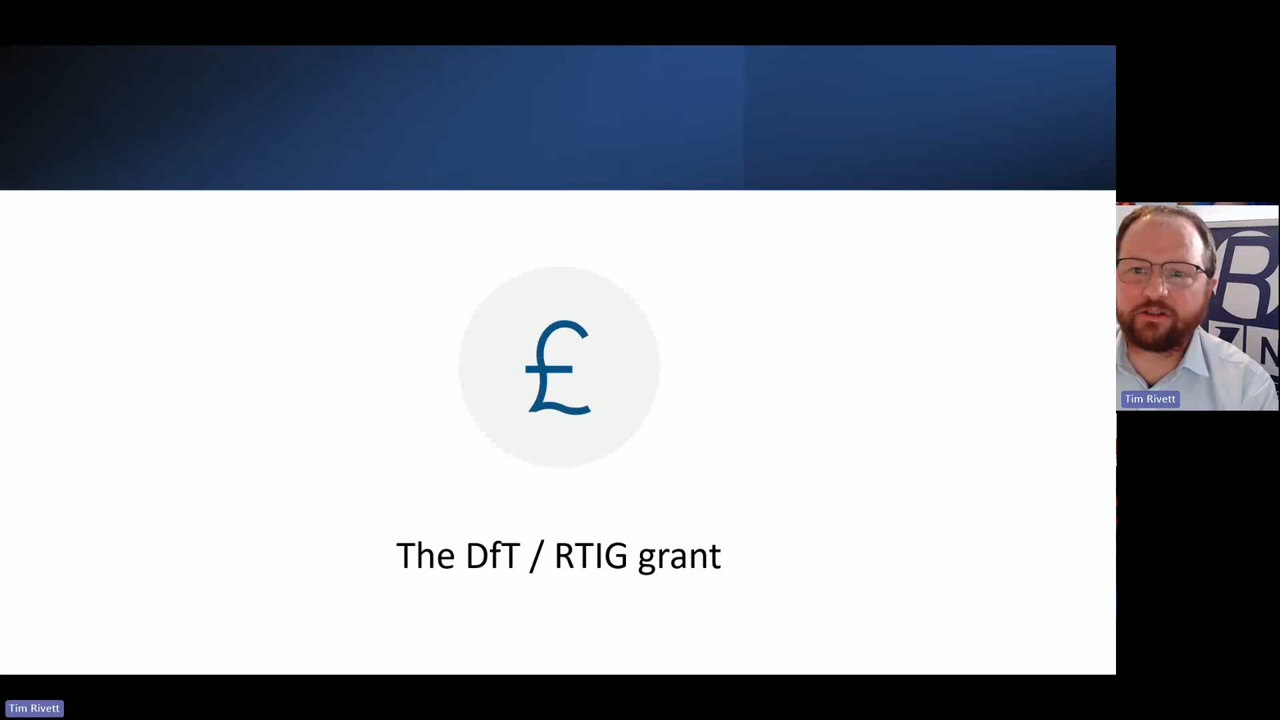 £
The DfT / RTIG grant
R
Tim Rivett
Tim Rivett